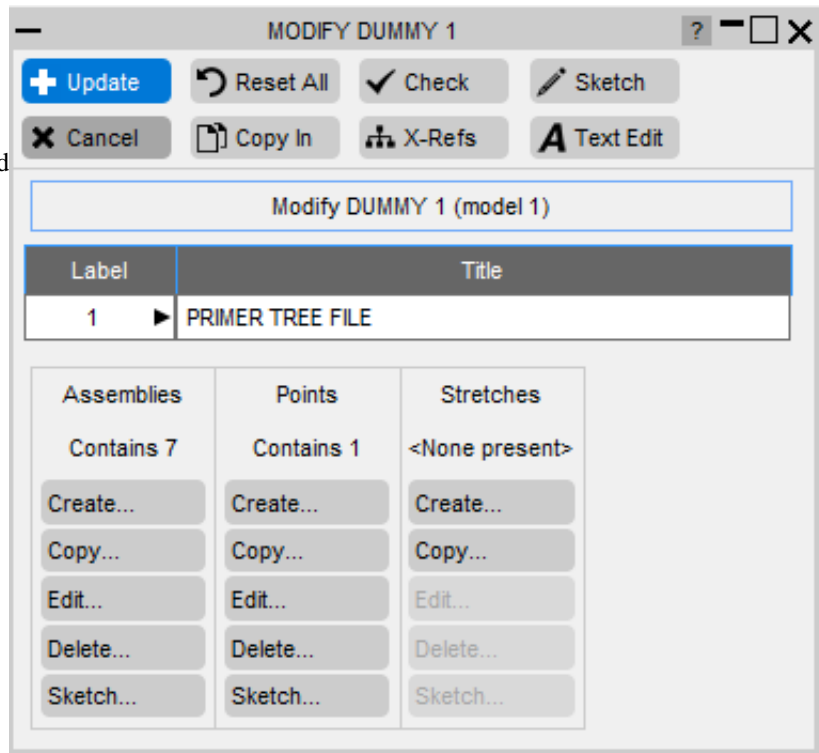 MODIFY DUMMY 1 ?
Update Reset All Check Sketch
Cancel Copy In X-Refs A Text Edit
d
Modify DUMMY 1 (model 1)
Label Title
1 PRIMER TREE FILE
Assemblies Points Stretches
Contains 7 Contains 1 <None present>
Create... Create... Create...
Copy... Copy... Copy...
Edit... Edit... Edit...
Delete... Delete... Delete...
Sketch... Sketch... Sketch...